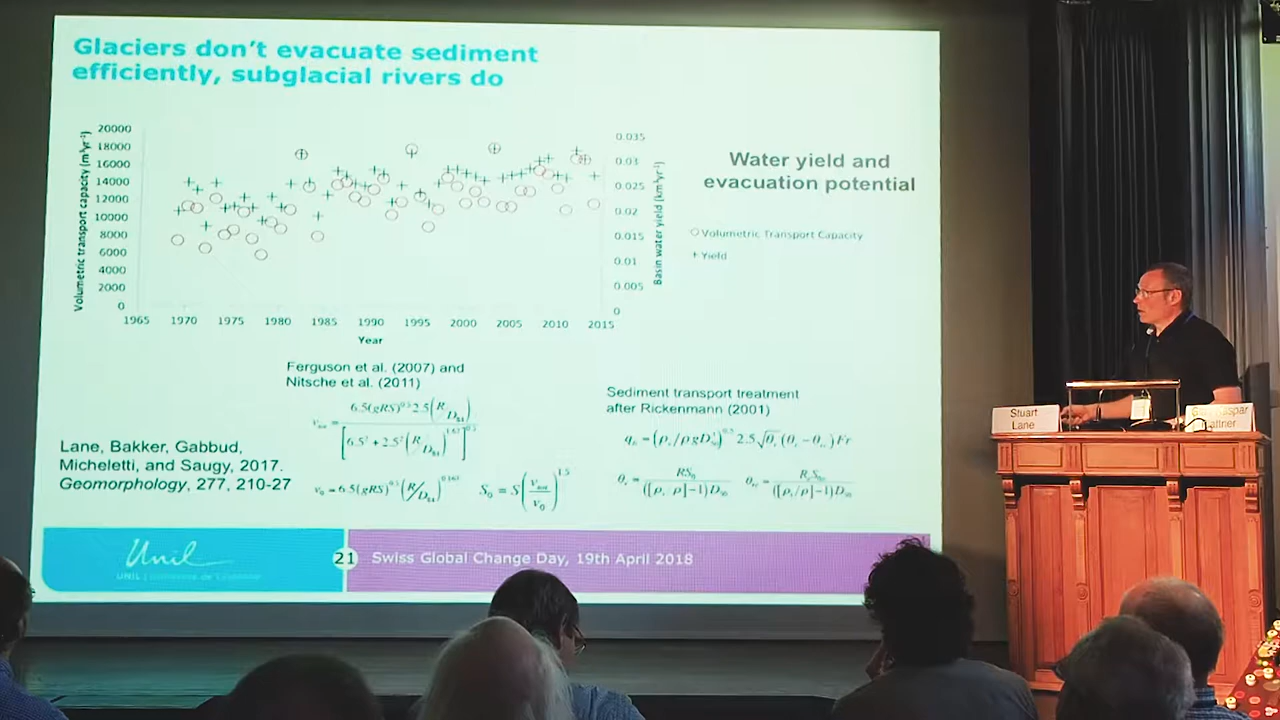 Glaciers don't evacuate sediment
efficiently, subglacial rivers do
Volumetric transport capacity (m³yr⁻¹)
20000
18000
16000
14000
12000
10000
8000
6000
4000
2000
0
1965 1970 1975 1980 1985 1990 1995 2000 2005 2010 2015
Year
0.035
0.03
0.025
0.02
0.015
0.01
0.005
0
Basin water yield (km³yr⁻¹)
Water yield and
evacuation potential
Volumetric Transport Capacity
Yield
Ferguson et al. (2007) and
Nitsche et al. (2011)
Sediment transport treatment
after Rickenmann (2001)
Lane, Bakker, Gabbud,
Micheletti, and Saugy, 2017.
Geomorphology, 277, 210-27
Unil
UNIL
21
Swiss Global Change Day, 19th April 2018
Stuart
Lane